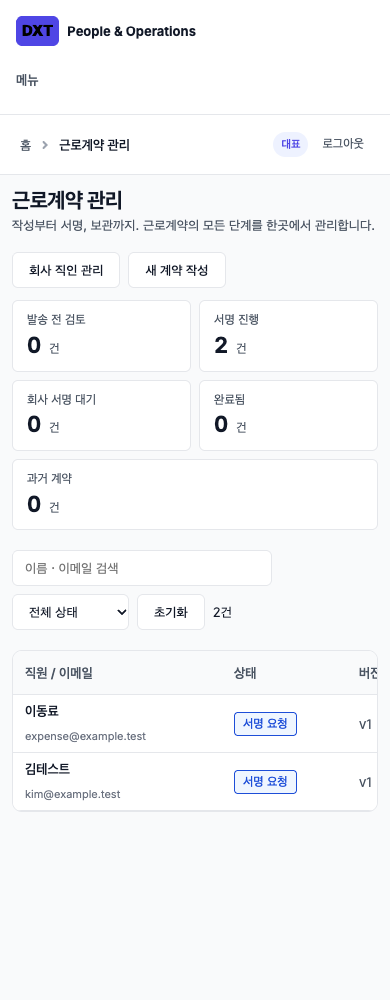 DXT People & Operations
메뉴
홈 > 근로계약 관리 대표 로그아웃
근로계약 관리
작성부터 서명, 보관까지. 근로계약의 모든 단계를 한곳에서 관리합니다.
회사 직인 관리 새 계약 작성
발송 전 검토 서명 진행
0 건 2 건
회사 서명 대기 완료됨
0 건 0 건
과거 계약
0 건
이름 · 이메일 검색
전체 상태 초기화 2건
직원 / 이메일 상태 버전
이동료
expense@example.test 서명 요청 v1
김테스트
kim@example.test 서명 요청 v1